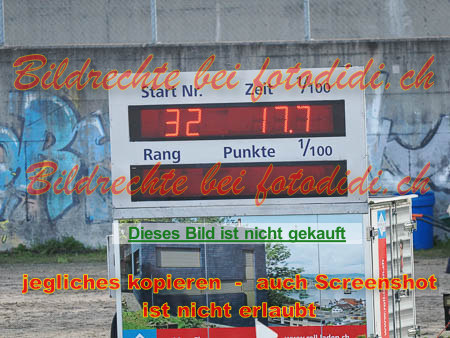 Bildrechte bei fotodidi.ch
Start Nr. Zeit 1/100
32 17.7
Rang Punkte 1/100
Bildrechte bei fotodidi.ch
Dieses Bild ist nicht gekauft
jegliches kopieren - auch Screenshot
ist nicht erlaubt